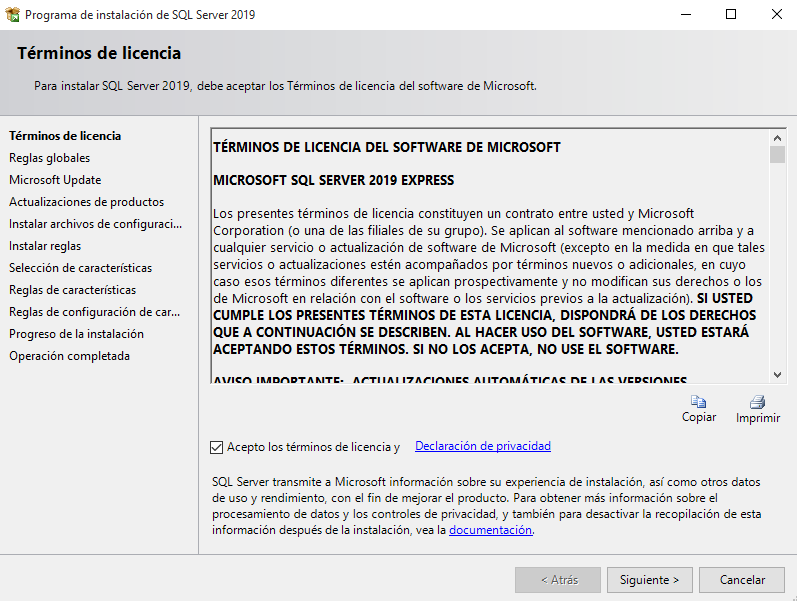 Programa de instalación de SQL Server 2019
Términos de licencia
Para instalar SQL Server 2019, debe aceptar los Términos de licencia del software de Microsoft.
Términos de licencia
Reglas globales
Microsoft Update
Actualizaciones de productos
Instalar archivos de configuraci...
Instalar reglas
Selección de características
Reglas de características
Reglas de configuración de car...
Progreso de la instalación
Operación completada
TÉRMINOS DE LICENCIA DEL SOFTWARE DE MICROSOFT
MICROSOFT SQL SERVER 2019 EXPRESS
Los presentes términos de licencia constituyen un contrato entre usted y Microsoft
Corporation (o una de las filiales de su grupo). Se aplican al software mencionado arriba y a
cualquier servicio o actualización de software de Microsoft (excepto en la medida en que tales
servicios o actualizaciones estén acompañados por términos nuevos o adicionales, en cuyo
caso esos términos diferentes se aplican prospectivamente y no modifican sus derechos o los
de Microsoft en relación con el software o los servicios previos a la actualización). SI USTED
CUMPLE LOS PRESENTES TÉRMINOS DE ESTA LICENCIA, DISPONDRÁ DE LOS DERECHOS
QUE A CONTINUACIÓN SE DESCRIBEN. AL HACER USO DEL SOFTWARE, USTED ESTARÁ
ACEPTANDO ESTOS TÉRMINOS. SI NO LOS ACEPTA, NO USE EL SOFTWARE.
AVISO IMPORTANTE: ACTUALIZACIONES AUTOMÁTICAS DE LAS VERSIONES
Copiar
Imprimir
Acepto los términos de licencia y Declaración de privacidad
SQL Server transmite a Microsoft información sobre su experiencia de instalación, así como otros datos
de uso y rendimiento, con el fin de mejorar el producto. Para obtener más información sobre el
procesamiento de datos y los controles de privacidad, y también para desactivar la recopilación de esta
información después de la instalación, vea la documentación.
< Atrás
Siguiente >
Cancelar